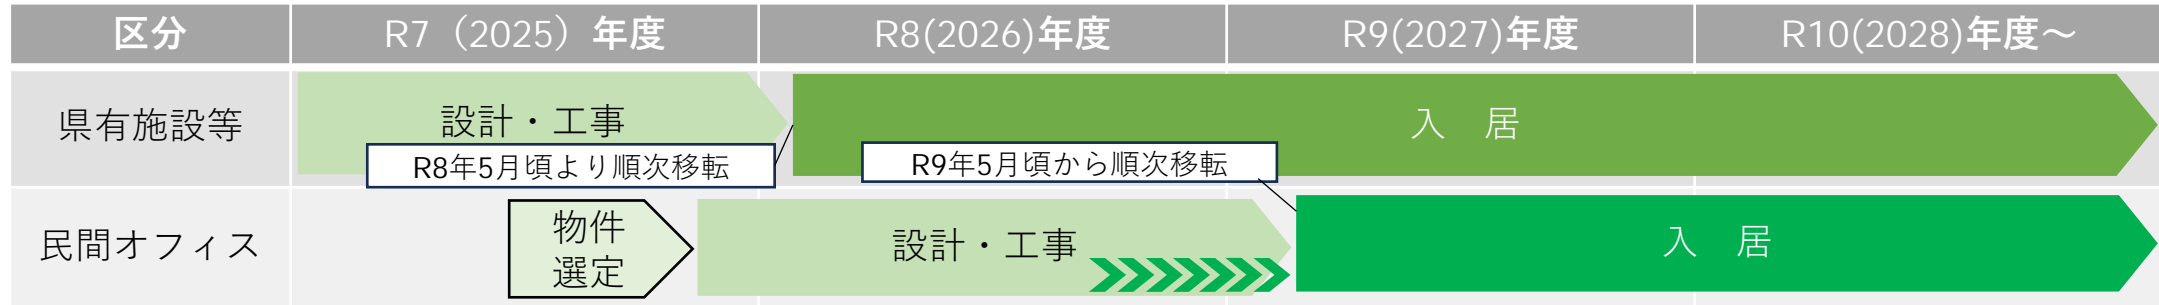 区分
R7（2025）年度
R8(2026)年度
R9(2027)年度
R10(2028)年度～
県有施設等
設計・工事
入　居
R8年5月頃より順次移転
R9年5月頃から順次移転
民間オフィス
物件
選定
設計・工事
入　居